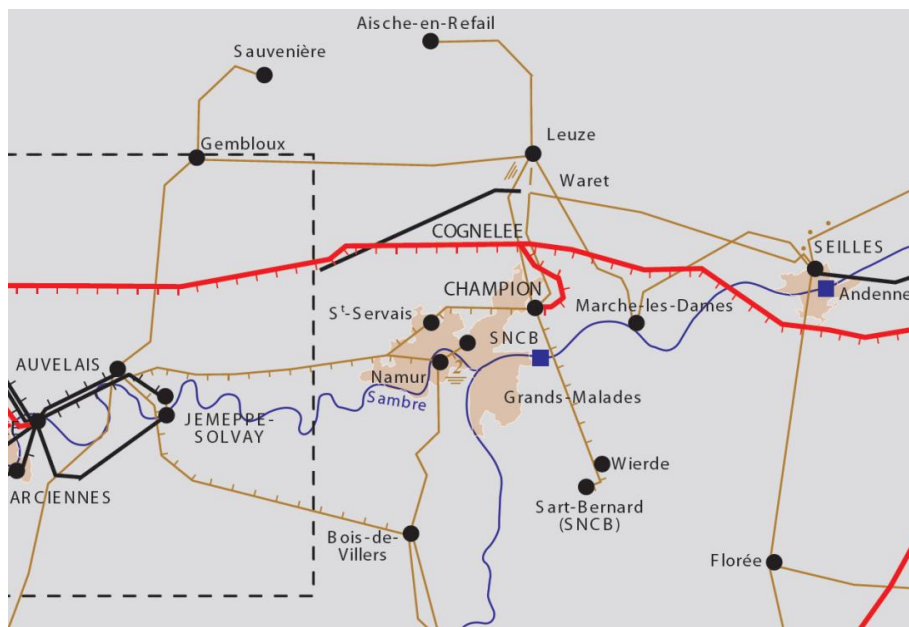 Aische-en-Refail
Sauvenière
Gembloux
Leuze
Waret
COGNELEE
SEILLES
CHAMPION
Andenne
Marche-les-Dames
St-Servais
SNCB
AUVELAIS
Namur
2
Sambre
Grands-Malades
JEMEPPE-
SOLVAY
ARCIENNES
Wierde
Sart-Bernard
(SNCB)
Bois-de-
Villers
Florée